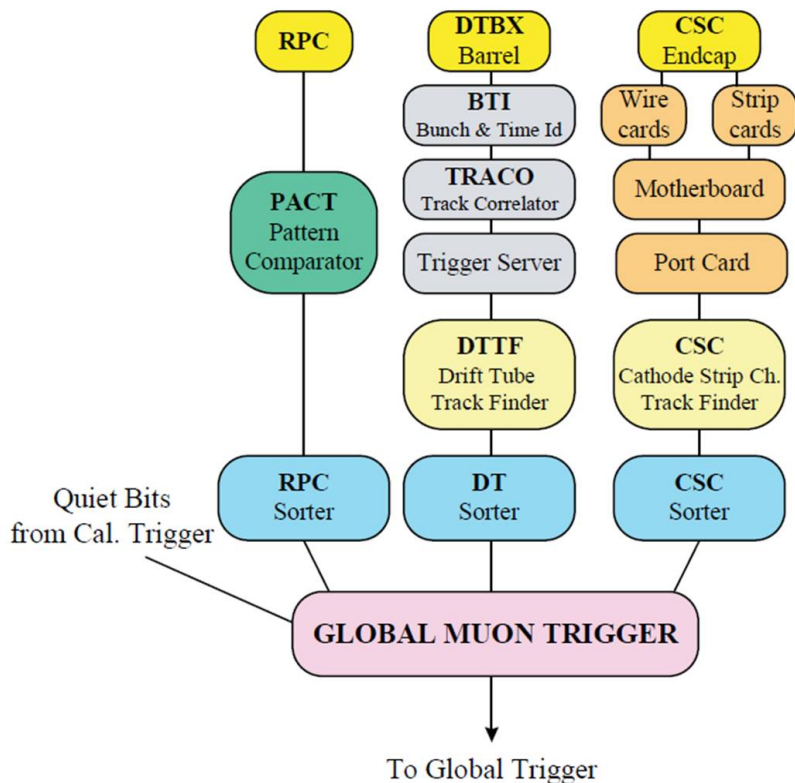 RPC
DTBX
Barrel
CSC
Endcap
BTI
Bunch & Time Id
Wire
cards
Strip
cards
PACT
Pattern
Comparator
TRACO
Track Correlator
Motherboard
Trigger Server
Port Card
DTTF
Drift Tube
Track Finder
CSC
Cathode Strip Ch.
Track Finder
Quiet Bits
from Cal. Trigger
RPC
Sorter
DT
Sorter
CSC
Sorter
GLOBAL MUON TRIGGER
To Global Trigger